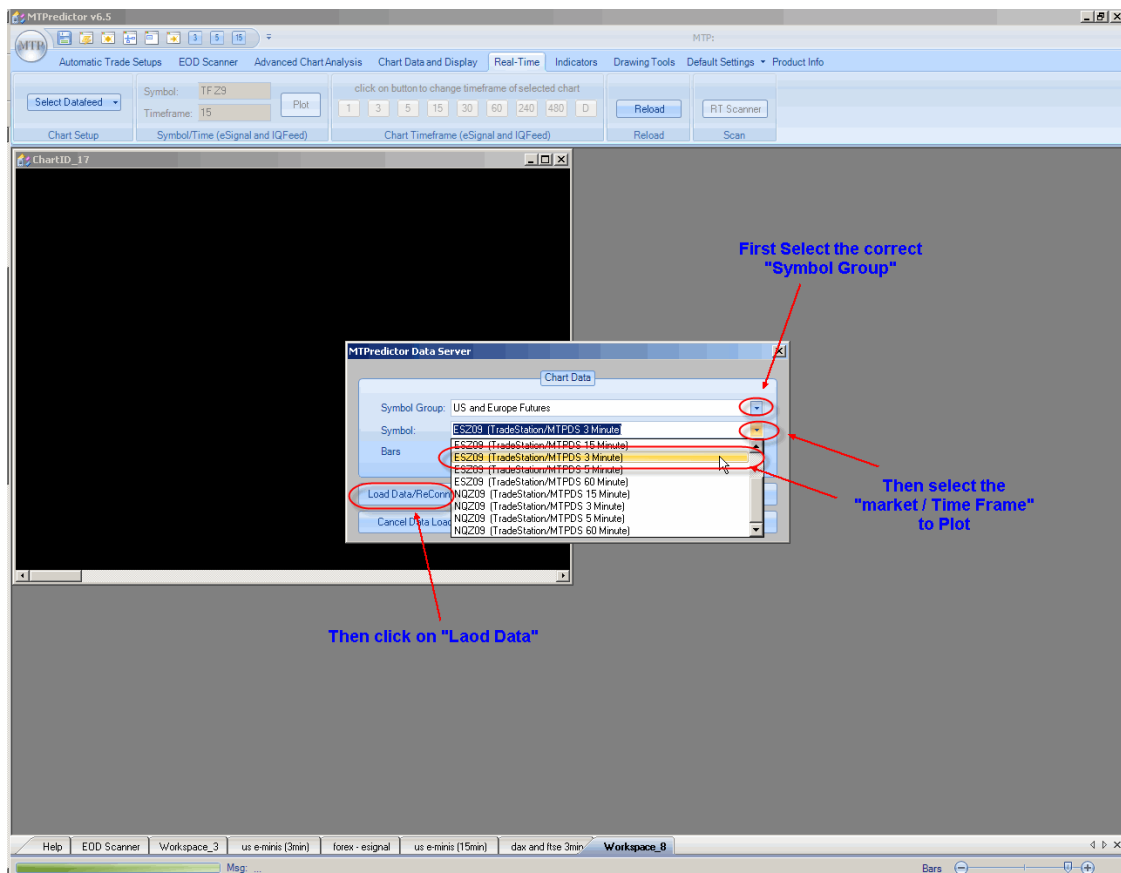 MTPredictor v6.5
MTP
3 5 15
MTP:
Automatic Trade Setups EOD Scanner Advanced Chart Analysis Chart Data and Display Real-Time Indicators Drawing Tools Default Settings Product Info
Select Datafeed
Symbol: TF Z9
Timeframe: 15
Plot
click on button to change timeframe of selected chart
1 3 5 15 30 60 240 480 D
Reload
RT Scanner
Chart Setup Symbol/Time (eSignal and IQFeed) Chart Timeframe (eSignal and IQFeed) Reload Scan
ChartID_17
First Select the correct
"Symbol Group"
MTPredictor Data Server
Chart Data
Symbol Group: US and Europe Futures
Symbol: ESZ09 (TradeStation/MTPDS 3 Minute)
Bars
ESZ09 (TradeStation/MTPDS 15 Minute)
ESZ09 (TradeStation/MTPDS 3 Minute)
ESZ09 (TradeStation/MTPDS 5 Minute)
ESZ09 (TradeStation/MTPDS 60 Minute)
NQZ09 (TradeStation/MTPDS 15 Minute)
NQZ09 (TradeStation/MTPDS 3 Minute)
NQZ09 (TradeStation/MTPDS 5 Minute)
NQZ09 (TradeStation/MTPDS 60 Minute)
Load Data/ReConn
Cancel Data Load
Then select the
"market / Time Frame"
to Plot
Then click on "Laod Data"
Help EOD Scanner Workspace_3 us e-minis (3min) forex - esignal us e-minis (15min) dax and ftse 3min Workspace_8
Msg: ...
Bars